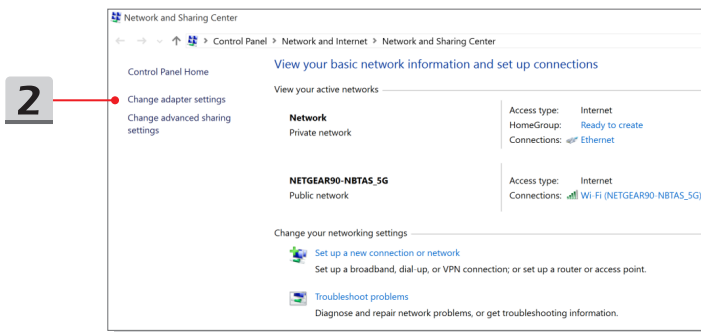 Network and Sharing Center
Control Panel > Network and Internet > Network and Sharing Center
2
Control Panel Home
Change adapter settings
Change advanced sharing
settings
View your basic network information and set up connections
View your active networks
Network
Private network
Access type: Internet
HomeGroup: Ready to create
Connections: Ethernet
NETGEAR90-NBTAS_5G
Public network
Access type: Internet
Connections: Wi-Fi (NETGEAR90-NBTAS_5G)
Change your networking settings
Set up a new connection or network
Set up a broadband, dial-up, or VPN connection; or set up a router or access point.
Troubleshoot problems
Diagnose and repair network problems, or get troubleshooting information.